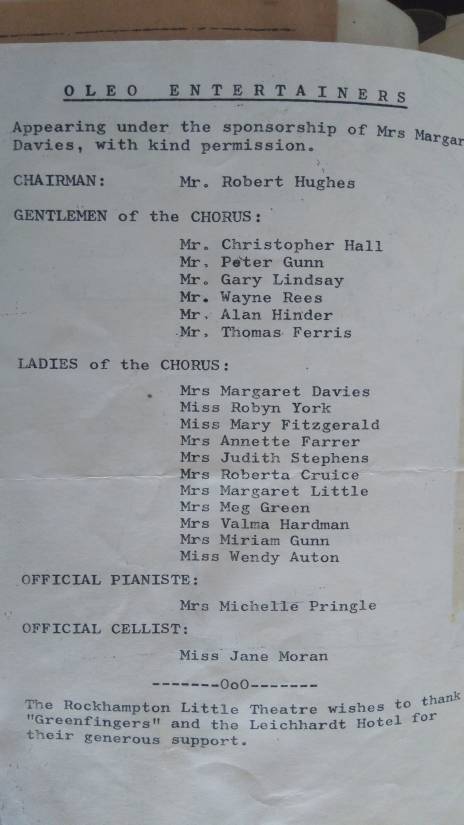 OLEO ENTERTAINERS
Appearing under the sponsorship of Mrs Margar
Davies, with kind permission.
CHAIRMAN: Mr. Robert Hughes
GENTLEMEN of the CHORUS:
Mr. Christopher Hall
Mr. Peter Gunn
Mr. Gary Lindsay
Mr. Wayne Rees
Mr. Alan Hinder
Mr. Thomas Ferris
LADIES of the CHORUS:
Mrs Margaret Davies
Miss Robyn York
Miss Mary Fitzgerald
Mrs Annette Farrer
Mrs Judith Stephens
Mrs Roberta Cruice
Mrs Margaret Little
Mrs Meg Green
Mrs Valma Hardman
Mrs Miriam Gunn
Miss Wendy Auton
OFFICIAL PIANISTE:
Mrs Michelle Pringle
OFFICIAL CELLIST:
Miss Jane Moran
-------OoO-------
The Rockhampton Little Theatre wishes to thank
"Greenfingers" and the Leichhardt Hotel for
their generous support.